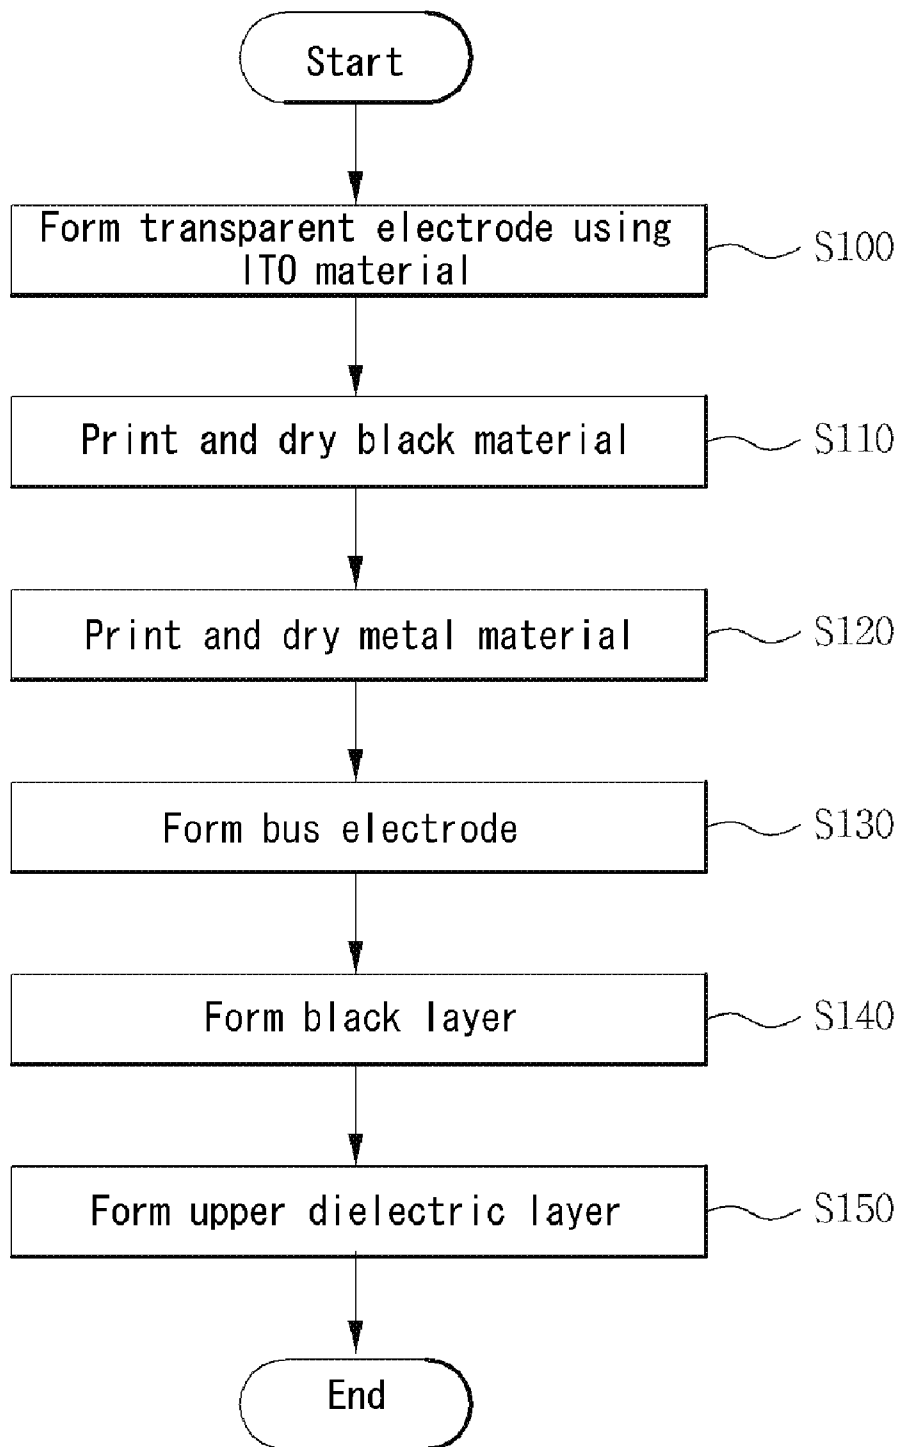 Start
Form transparent electrode using
ITO material
S100
Print and dry black material
S110
Print and dry metal material
S120
Form bus electrode
S130
Form black layer
S140
Form upper dielectric layer
S150
End